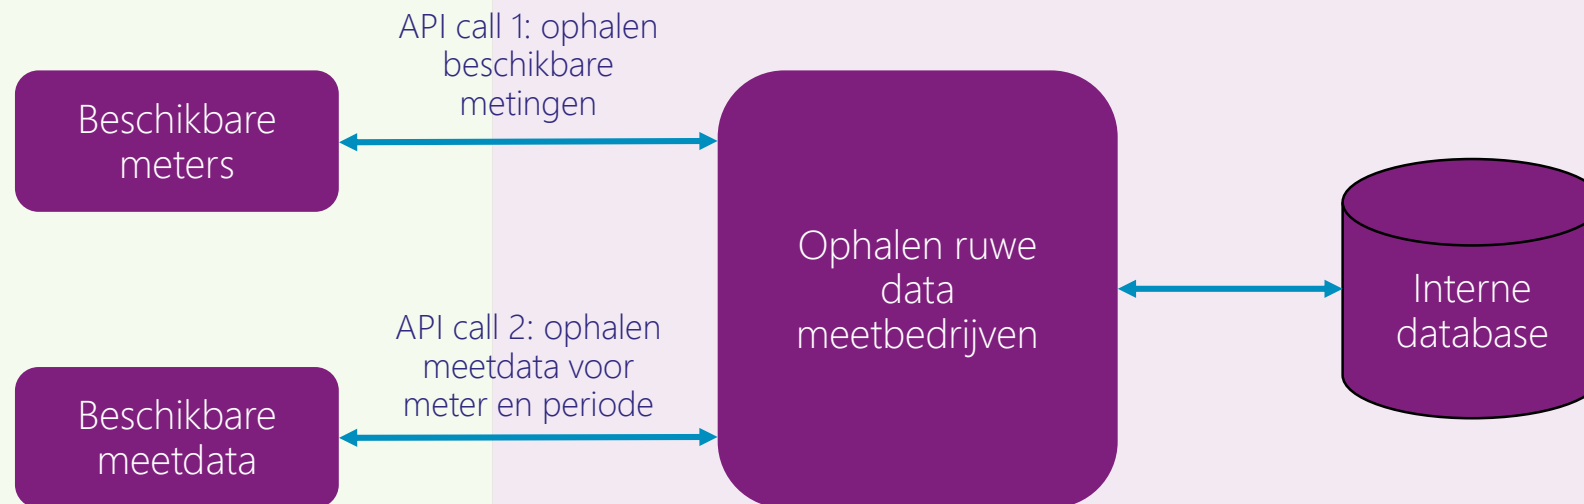 API call 1: ophalen
beschikbare
metingen
Beschikbare
meters
Ophalen ruwe
data
meetbedrijven
Interne
database
API call 2: ophalen
meetdata voor
meter en periode
Beschikbare
meetdata